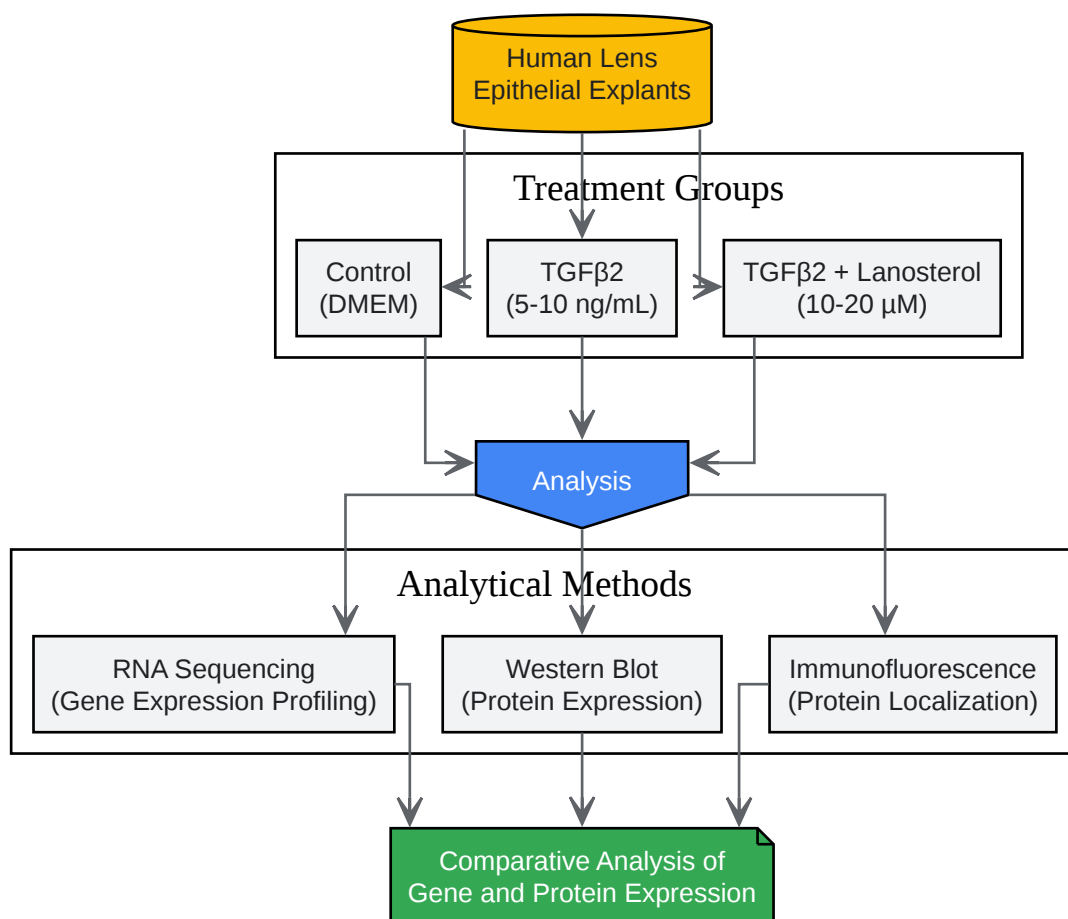 Human Lens
Epithelial Explants
Treatment Groups
Control
(DMEM)
TGFβ2
(5-10 ng/mL)
TGFβ2 + Lanosterol
(10-20 µM)
Analysis
Analytical Methods
RNA Sequencing
(Gene Expression Profiling)
Western Blot
(Protein Expression)
Immunofluorescence
(Protein Localization)
Comparative Analysis of
Gene and Protein Expression